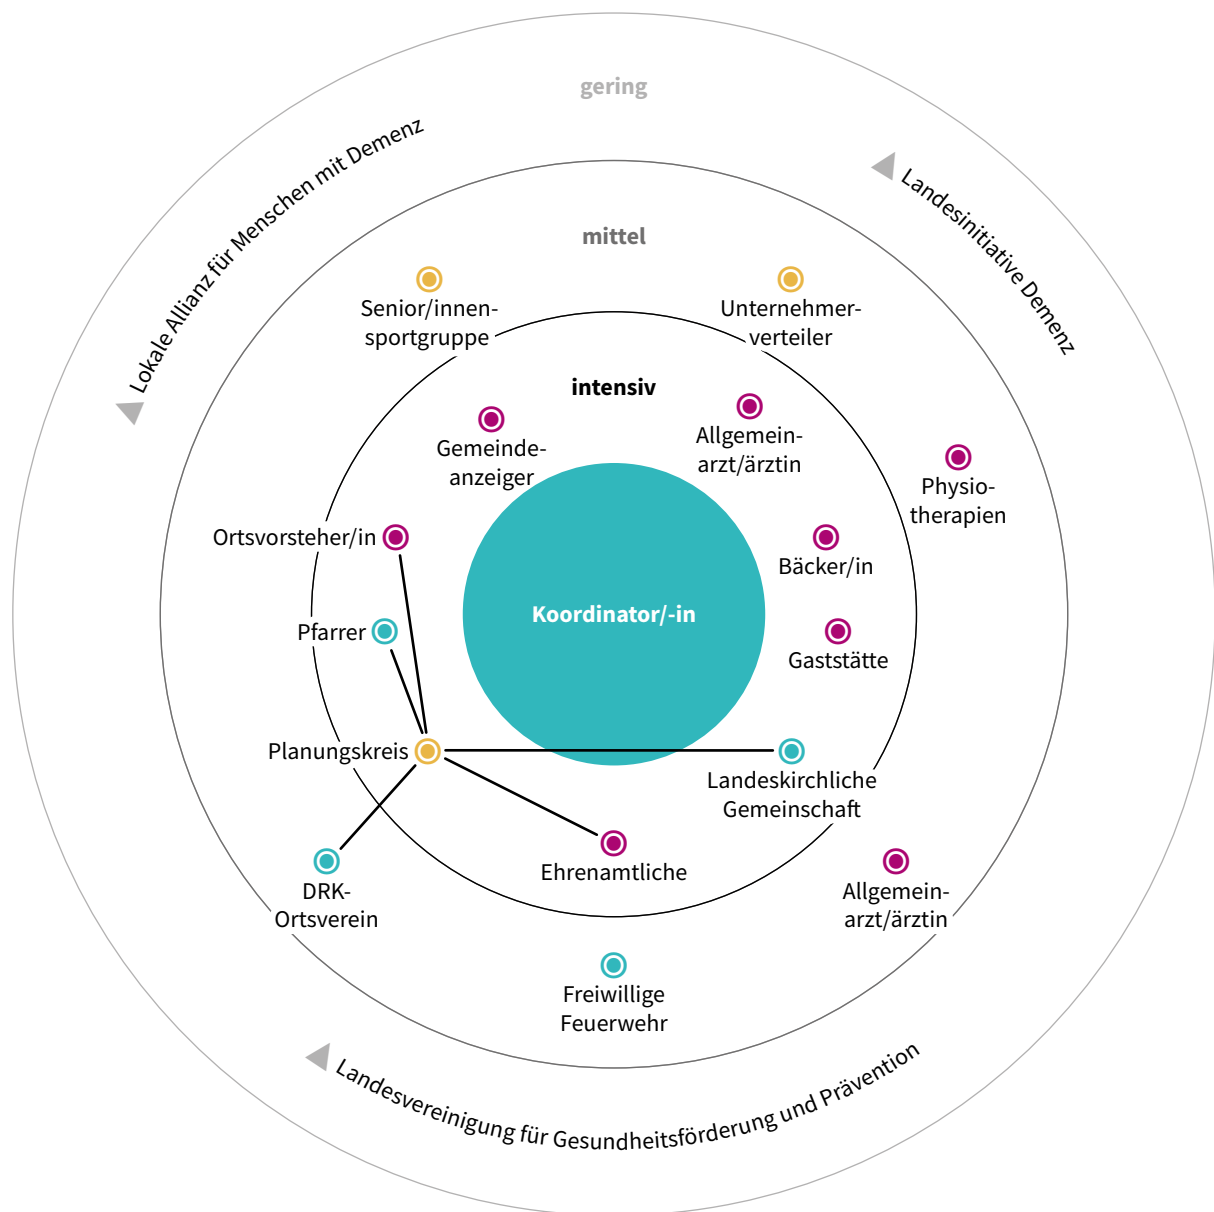 gering
Lokale Allianz für Menschen mit Demenz
Landesinitiative Demenz
mittel
Senior/innen-
sportgruppe
Unternehmer-
verteiler
intensiv
Gemeinde-
anzeiger
Allgemein-
arzt/ärztin
Physio-
therapien
Ortsvorsteher/in
Bäcker/in
Koordinator/-in
Pfarrer
Gaststätte
Planungskreis
Landeskirchliche
Gemeinschaft
Ehrenamtliche
DRK-
Ortsverein
Allgemein-
arzt/ärztin
Freiwillige
Feuerwehr
Landesvereinigung für Gesundheitsförderung und Prävention